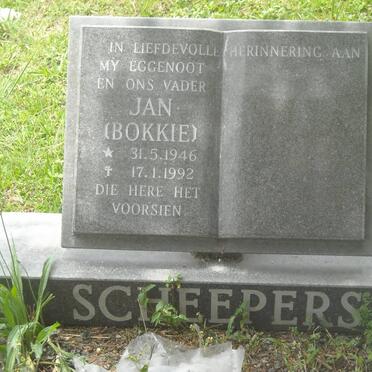 IN LIEFDEVOLLE HERINNERING AAN
MY EGGENOOT
EN ONS VADER
JAN
(BOKKIE)
★ 31.5.1946
✝ 17.1.1992
DIE HERE HET
VOORSIEN
SCHEEPERS